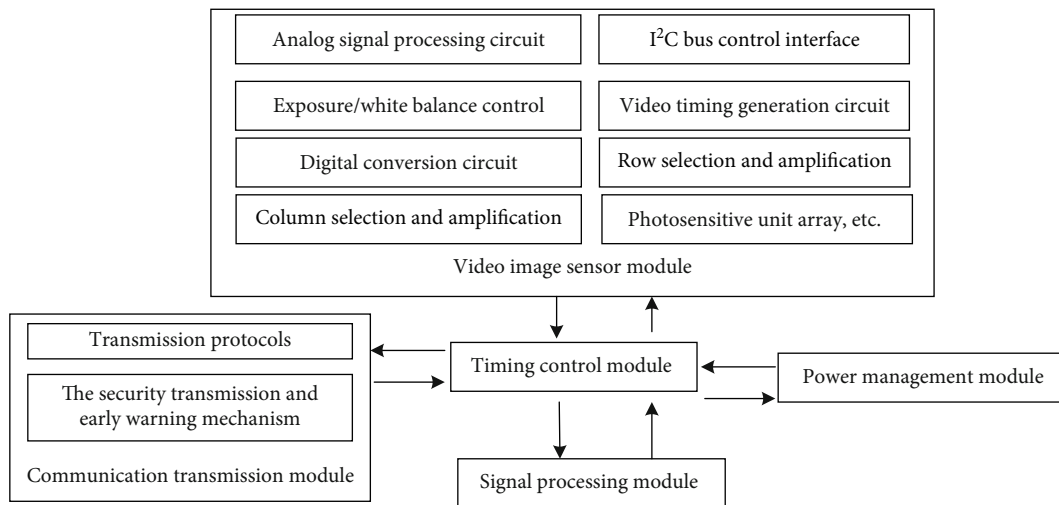 Analog signal processing circuit
I²C bus control interface
Exposure/white balance control
Video timing generation circuit
Digital conversion circuit
Row selection and amplification
Column selection and amplification
Photosensitive unit array, etc.
Video image sensor module
Transmission protocols
The security transmission and
early warning mechanism
Communication transmission module
Timing control module
Power management module
Signal processing module